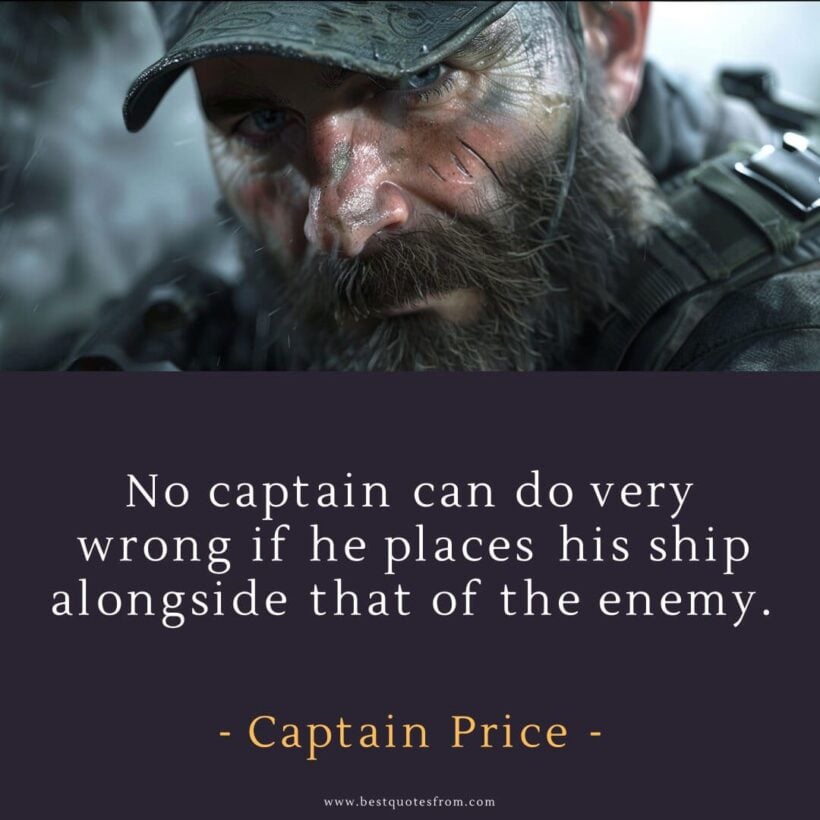 No captain can do very
wrong if he places his ship
alongside that of the enemy.
- Captain Price -
www.bestquotesfrom.com